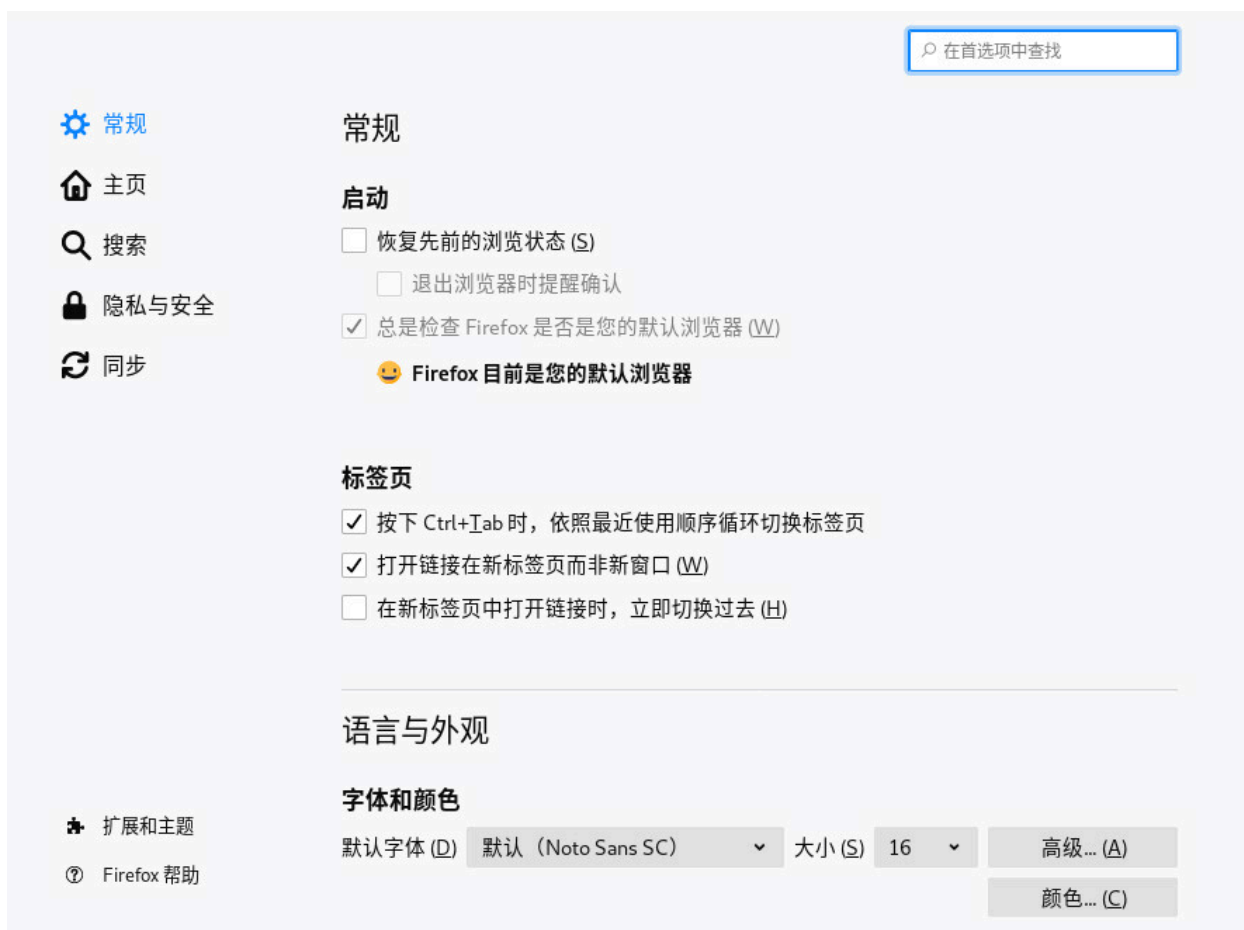 在首选项中查找
常规
主页
搜索
隐私与安全
同步
扩展和主题
Firefox 帮助
常规
启动
恢复先前的浏览状态 (S)
退出浏览器时提醒确认
总是检查 Firefox 是否是您的默认浏览器 (W)
Firefox 目前是您的默认浏览器
标签页
按下 Ctrl+Tab 时，依照最近使用顺序循环切换标签页
打开链接在新标签页而非新窗口 (W)
在新标签页中打开链接时，立即切换过去 (H)
语言与外观
字体和颜色
默认字体 (D) 默认（Noto Sans SC） 大小 (S) 16 高级... (A)
颜色... (C)